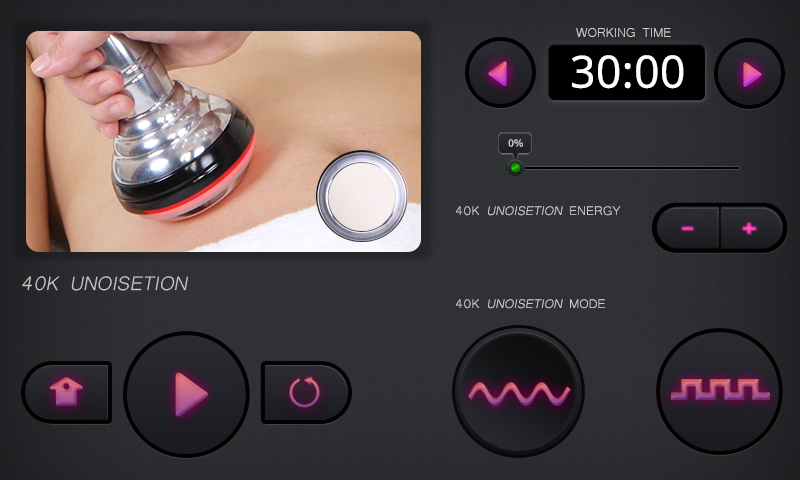 WORKING TIME
30:00
0%
40K UNOISETION ENERGY
40K UNOISETION
40K UNOISETION MODE